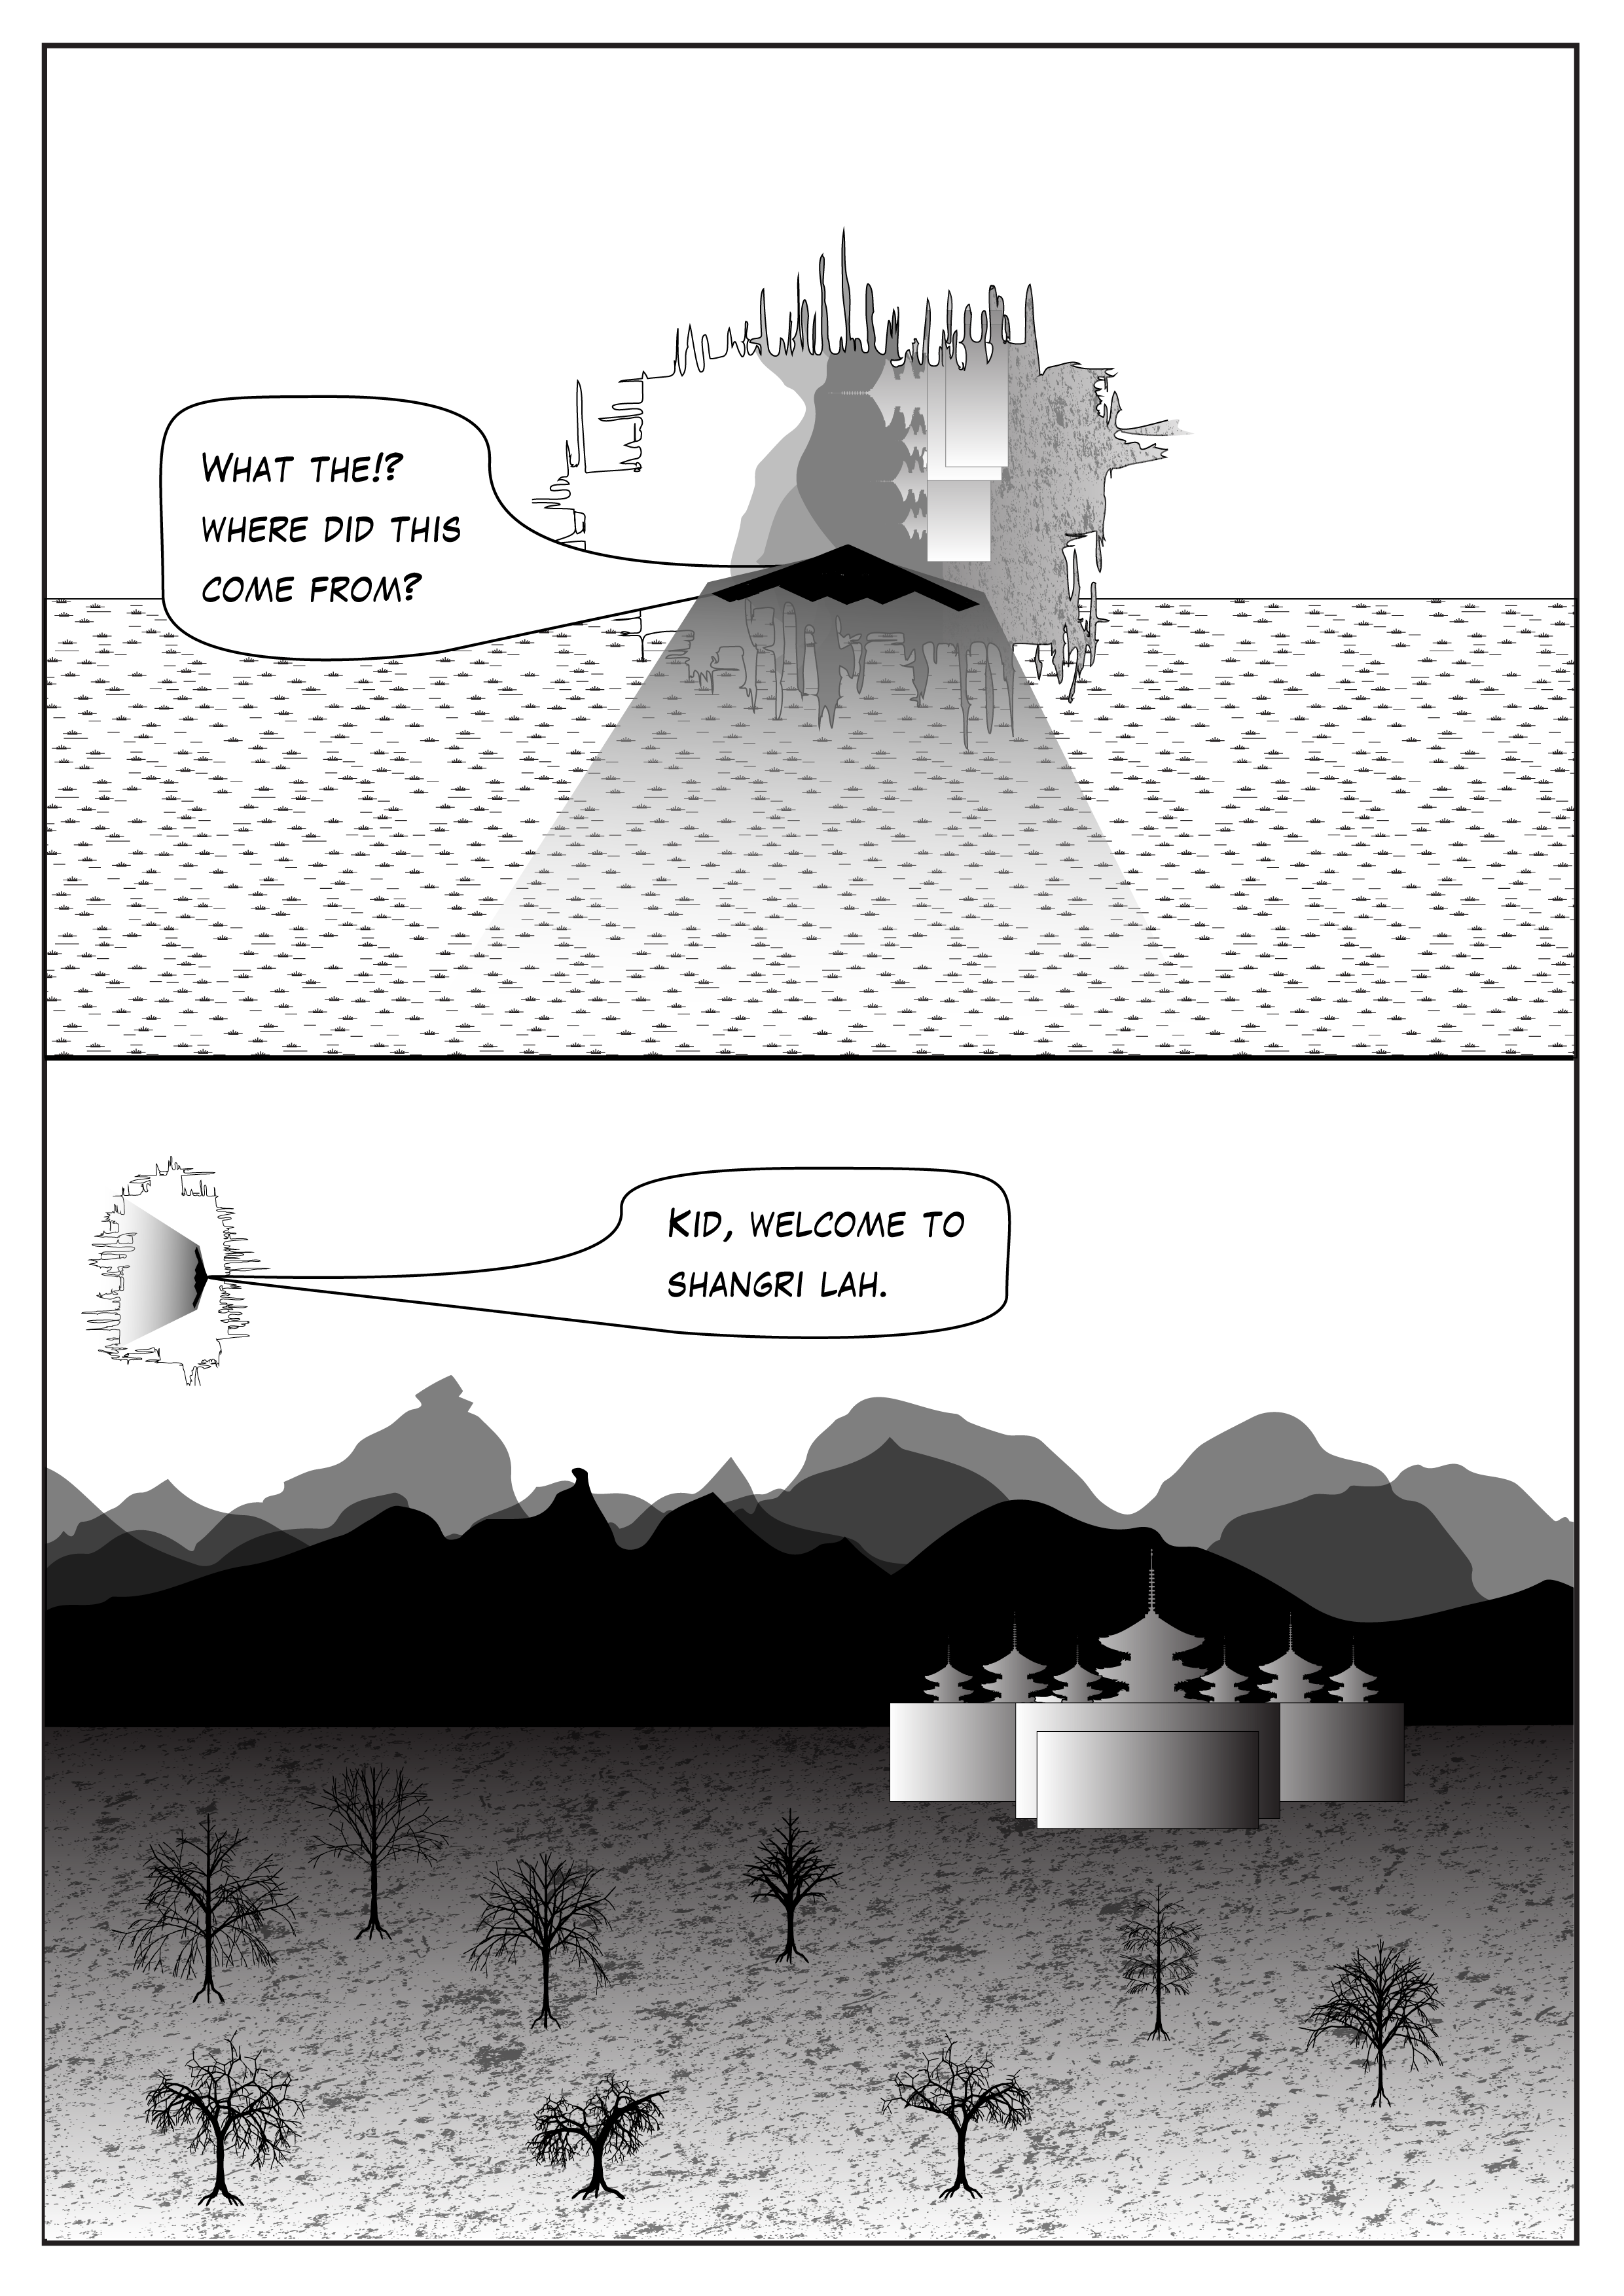 What the!?
where did this
come from?
Kid, welcome to
shangri lah.